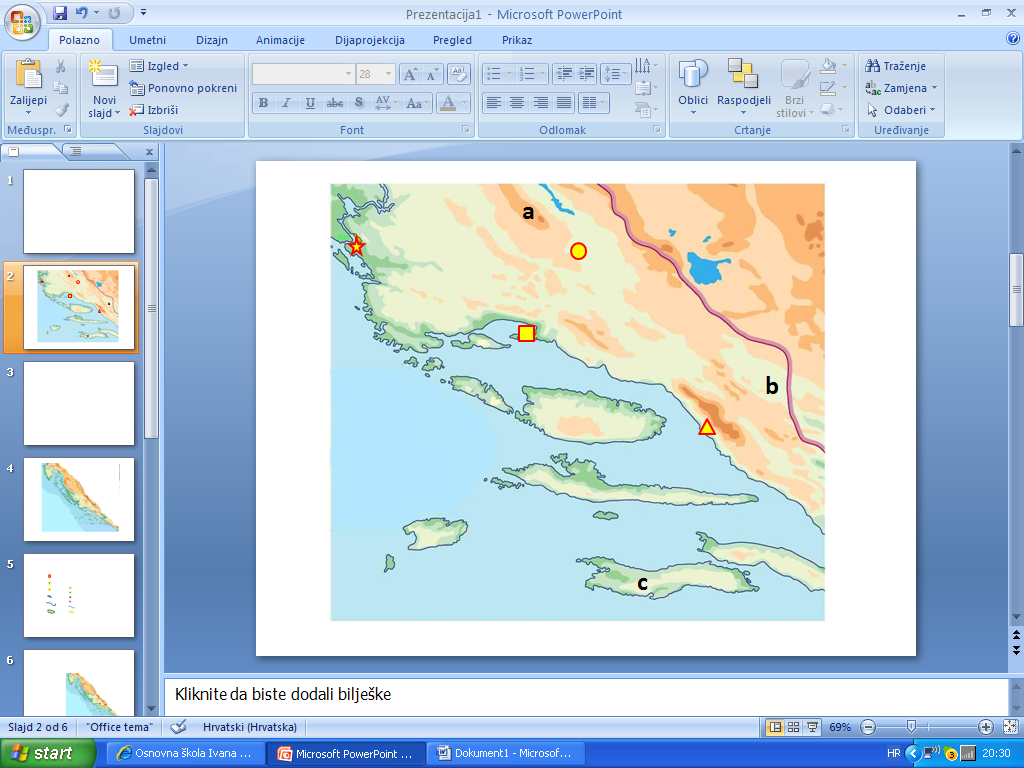 Prezentacija1 - Microsoft PowerPoint
Polazno Umetni Dizajn Animacije Dijaprojekcija Pregled Prikaz
Zalijepi
Međuspr.
Novi slajd
Izgled
Ponovno pokreni
Izbriši
Slajdovi
28
B I U abc S AV Aa A
Font
Odlomak
Oblici
Raspodjeli
Brzi stilovi
Crtanje
Traženje
Zamjena
Odaberi
Uređivanje
1
2
3
4
5
6
a
b
c
Kliknite da biste dodali bilješke
Slajd 2 od 6 "Office tema" Hrvatski (Hrvatska) 69%
start Osnovna škola Ivana ... Microsoft PowerPoint ... Dokument1 - Microsof... HR 20:30